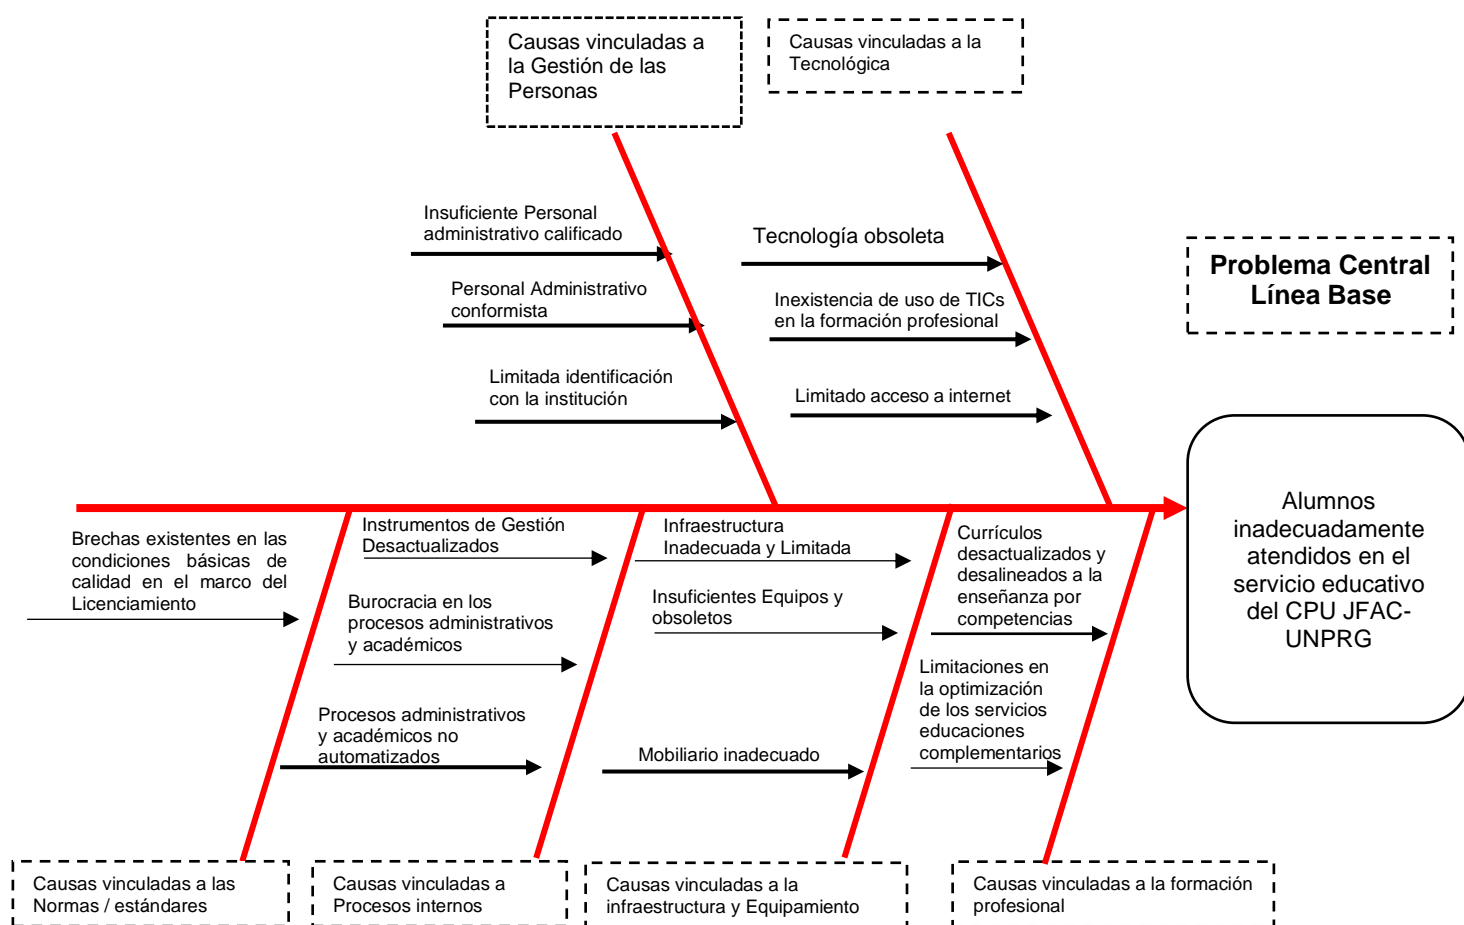 Causas vinculadas a
la Gestión de las
Personas
Causas vinculadas a la
Tecnológica
Insuficiente Personal
administrativo calificado
Personal Administrativo
conformista
Limitada identificación
con la institución
Tecnología obsoleta
Inexistencia de uso de TICs
en la formación profesional
Limitado acceso a internet
Problema Central
Línea Base
Alumnos
inadecuadamente
atendidos en el
servicio educativo
del CPU JFAC-
UNPRG
Brechas existentes en las
condiciones básicas de
calidad en el marco del
Licenciamiento
Instrumentos de Gestión
Desactualizados
Burocracia en los
procesos administrativos
y académicos
Procesos administrativos
y académicos no
automatizados
Infraestructura
Inadecuada y Limitada
Insuficientes Equipos y
obsoletos
Mobiliario inadecuado
Currículos
desactualizados y
desalineados a la
enseñanza por
competencias
Limitaciones en
la optimización
de los servicios
educaciones
complementarios
Causas vinculadas a las
Normas / estándares
Causas vinculadas a
Procesos internos
Causas vinculadas a la
infraestructura y Equipamiento
Causas vinculadas a la formación
profesional